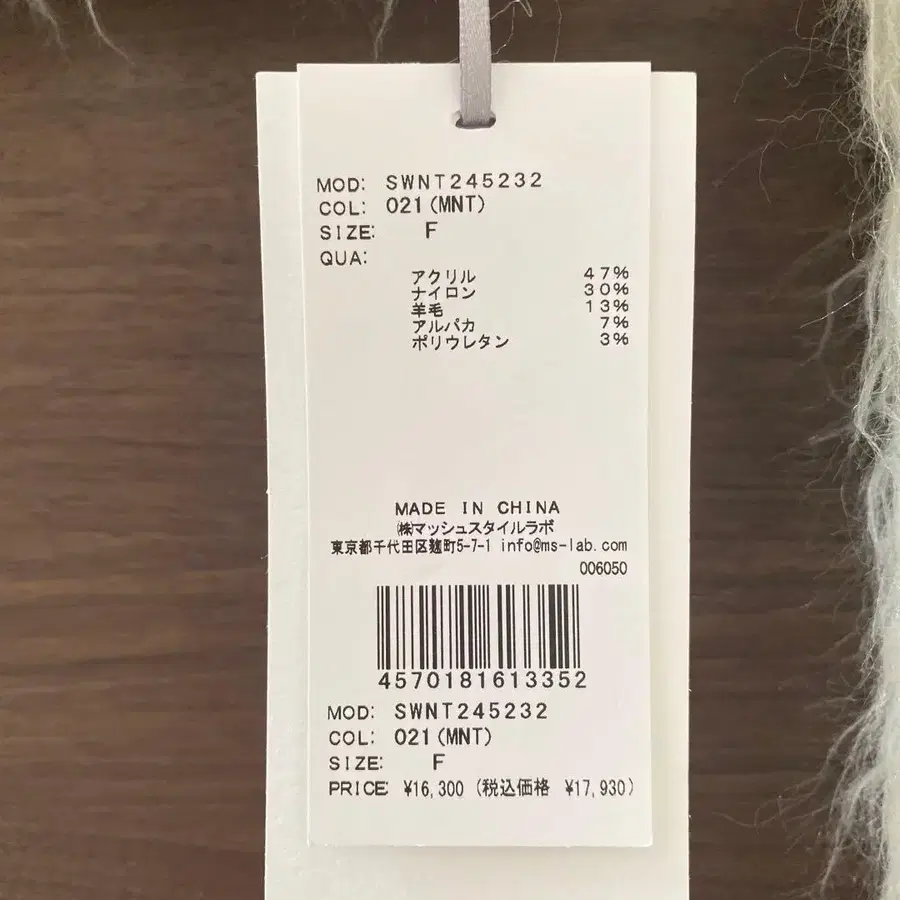 MOD: SWNT245232
COL: 021(MNT)
SIZE: F
QUA:
アクリル 47%
ナイロン 30%
羊毛 13%
アルパカ 7%
ポリウレタン 3%
MADE IN CHINA
㈱マッシュスタイルラボ
東京都千代田区麹町5-7-1 info@ms-lab.com
006050
4570181613352
MOD: SWNT245232
COL: 021(MNT)
SIZE: F
PRICE: ¥16,300 (税込価格 ¥17,930)